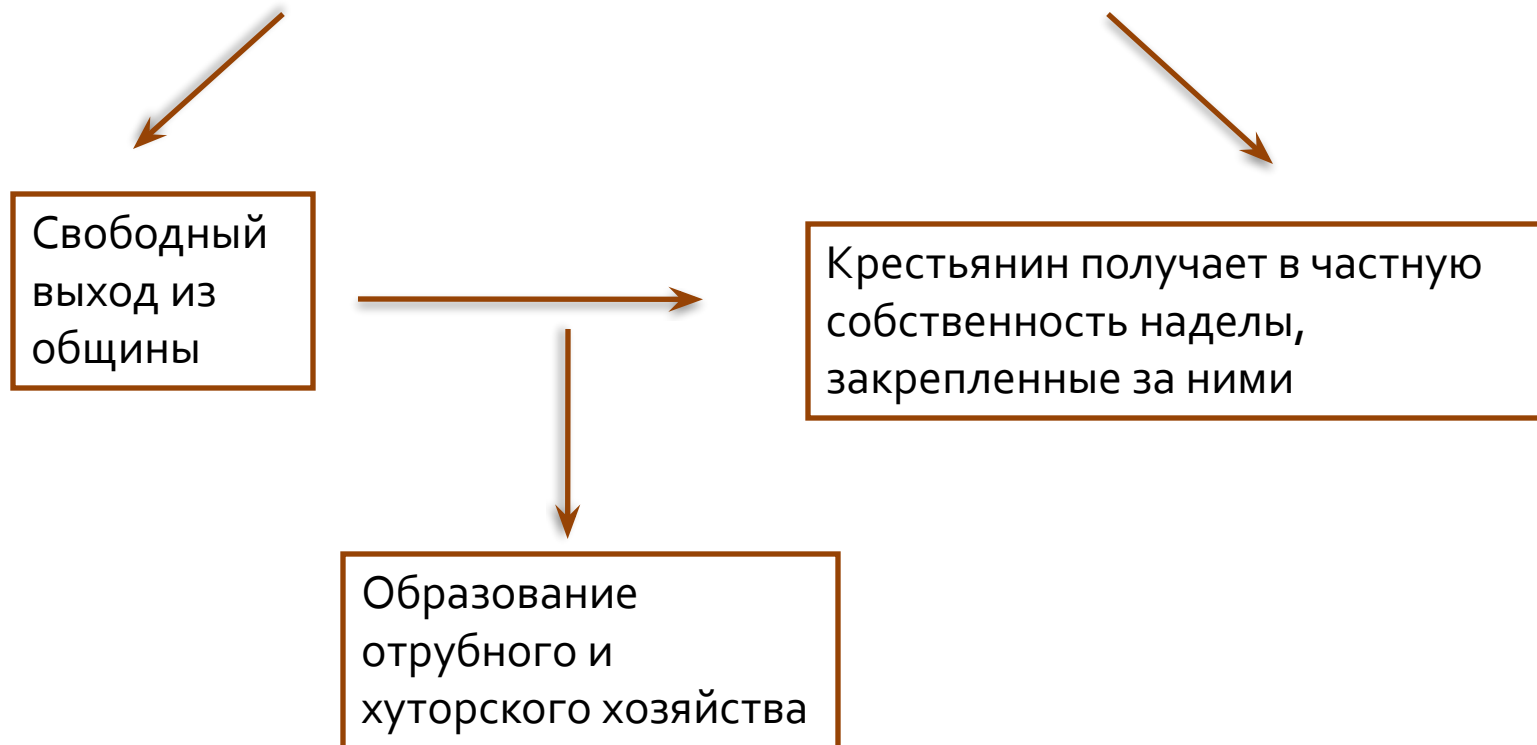 Свободный
выход из
общины
Крестьянин получает в частную
собственность наделы,
закрепленные за ними
Образование
отрубного и
хуторского хозяйства